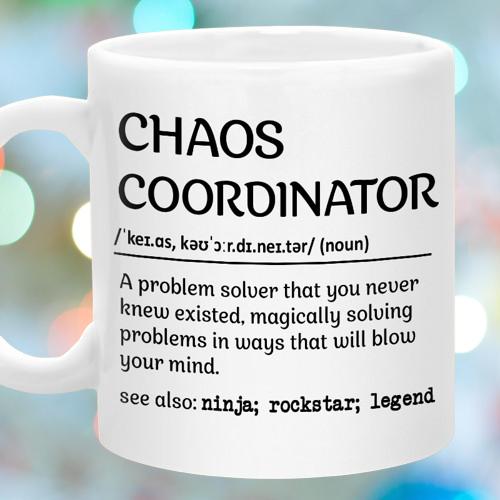 CHAOS
COORDINATOR
/ˈkeɪ.ɑs, kəʊˈɔːr.dɪ.neɪ.tər/ (noun)
A problem solver that you never
knew existed, magically solving
problems in ways that will blow
your mind.
see also: ninja; rockstar; legend